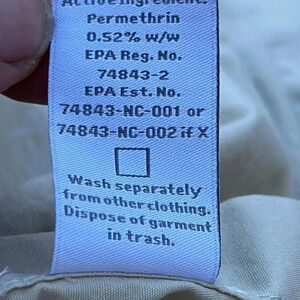 Active Ingredient:
Permethrin
0.52% w/w
EPA Reg. No.
74843-2
EPA Est. No.
74843-NC-001 or
74843-NC-002 if X
Wash separately
from other clothing.
Dispose of garment
in trash.